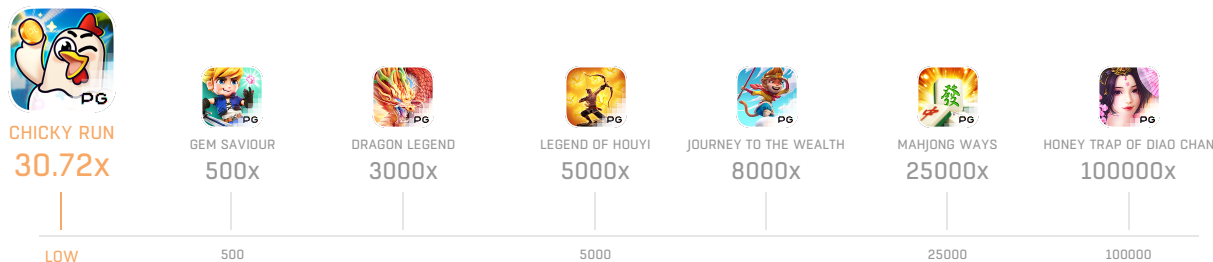 PG
CHICKY RUN
30.72x
LOW
PG
GEM SAVIOUR
500x
500
PG
DRAGON LEGEND
3000x
PG
LEGEND OF HOUYI
5000x
5000
PG
JOURNEY TO THE WEALTH
8000x
發
PG
MAHJONG WAYS
25000x
25000
PG
HONEY TRAP OF DIAO CHAN
100000x
100000